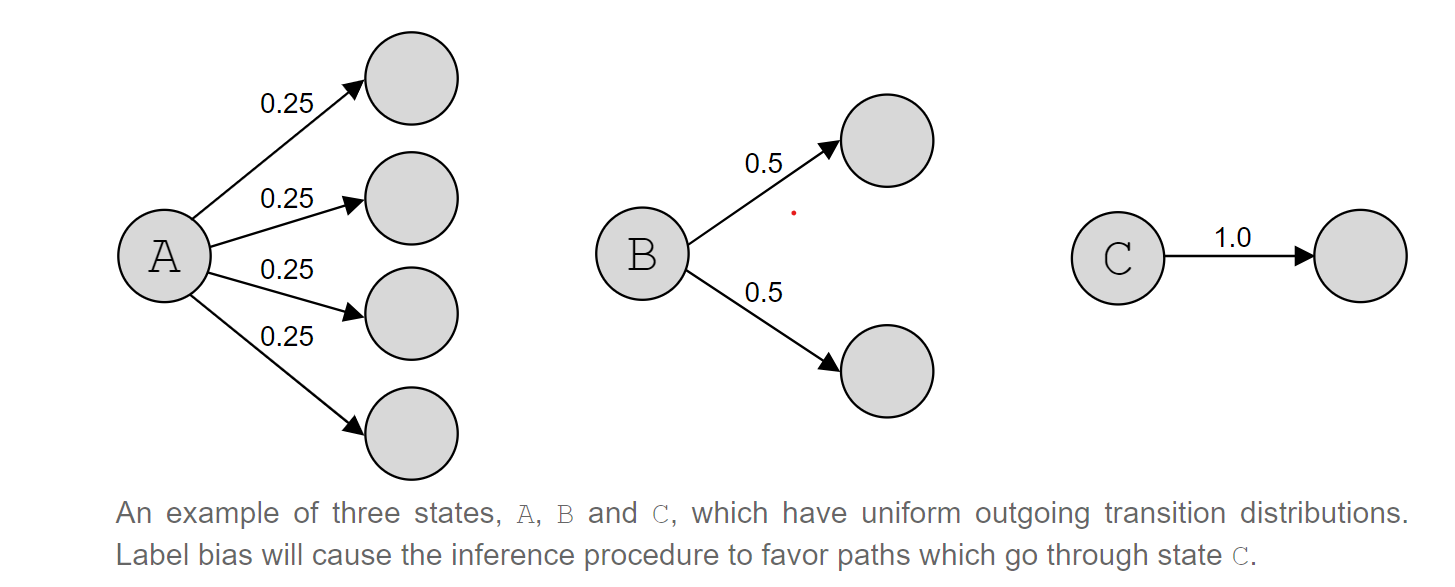 0.25
0.25
0.25
0.25
A
0.5
0.5
B
1.0
C
An example of three states, A, B and C, which have uniform outgoing transition distributions.
Label bias will cause the inference procedure to favor paths which go through state C.